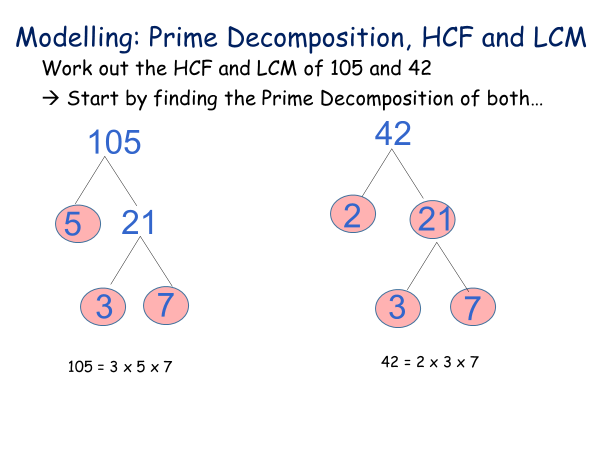 Modelling: Prime Decomposition, HCF and LCM
Work out the HCF and LCM of 105 and 42
→ Start by finding the Prime Decomposition of both...
105
42
5
21
2
21
3
7
3
7
105 = 3 x 5 x 7
42 = 2 x 3 x 7